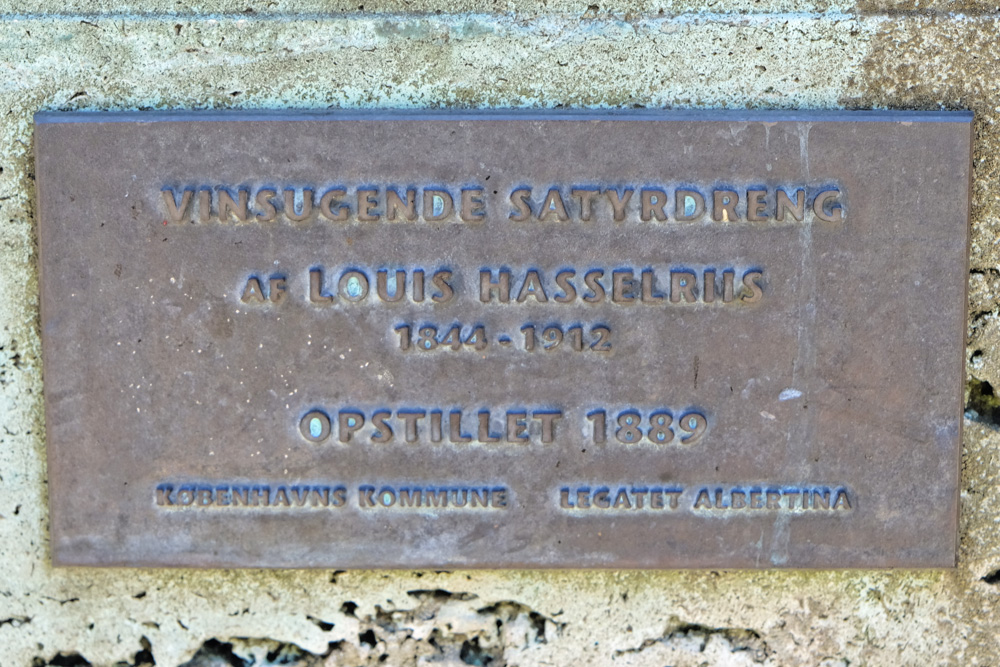 VINSUGENDE SATYRDRENG
AF LOUIS HASSELRIIS
1844 - 1912
OPSTILLET 1889
KØBENHAVNS KOMMUNE LEGATET ALBERTINA